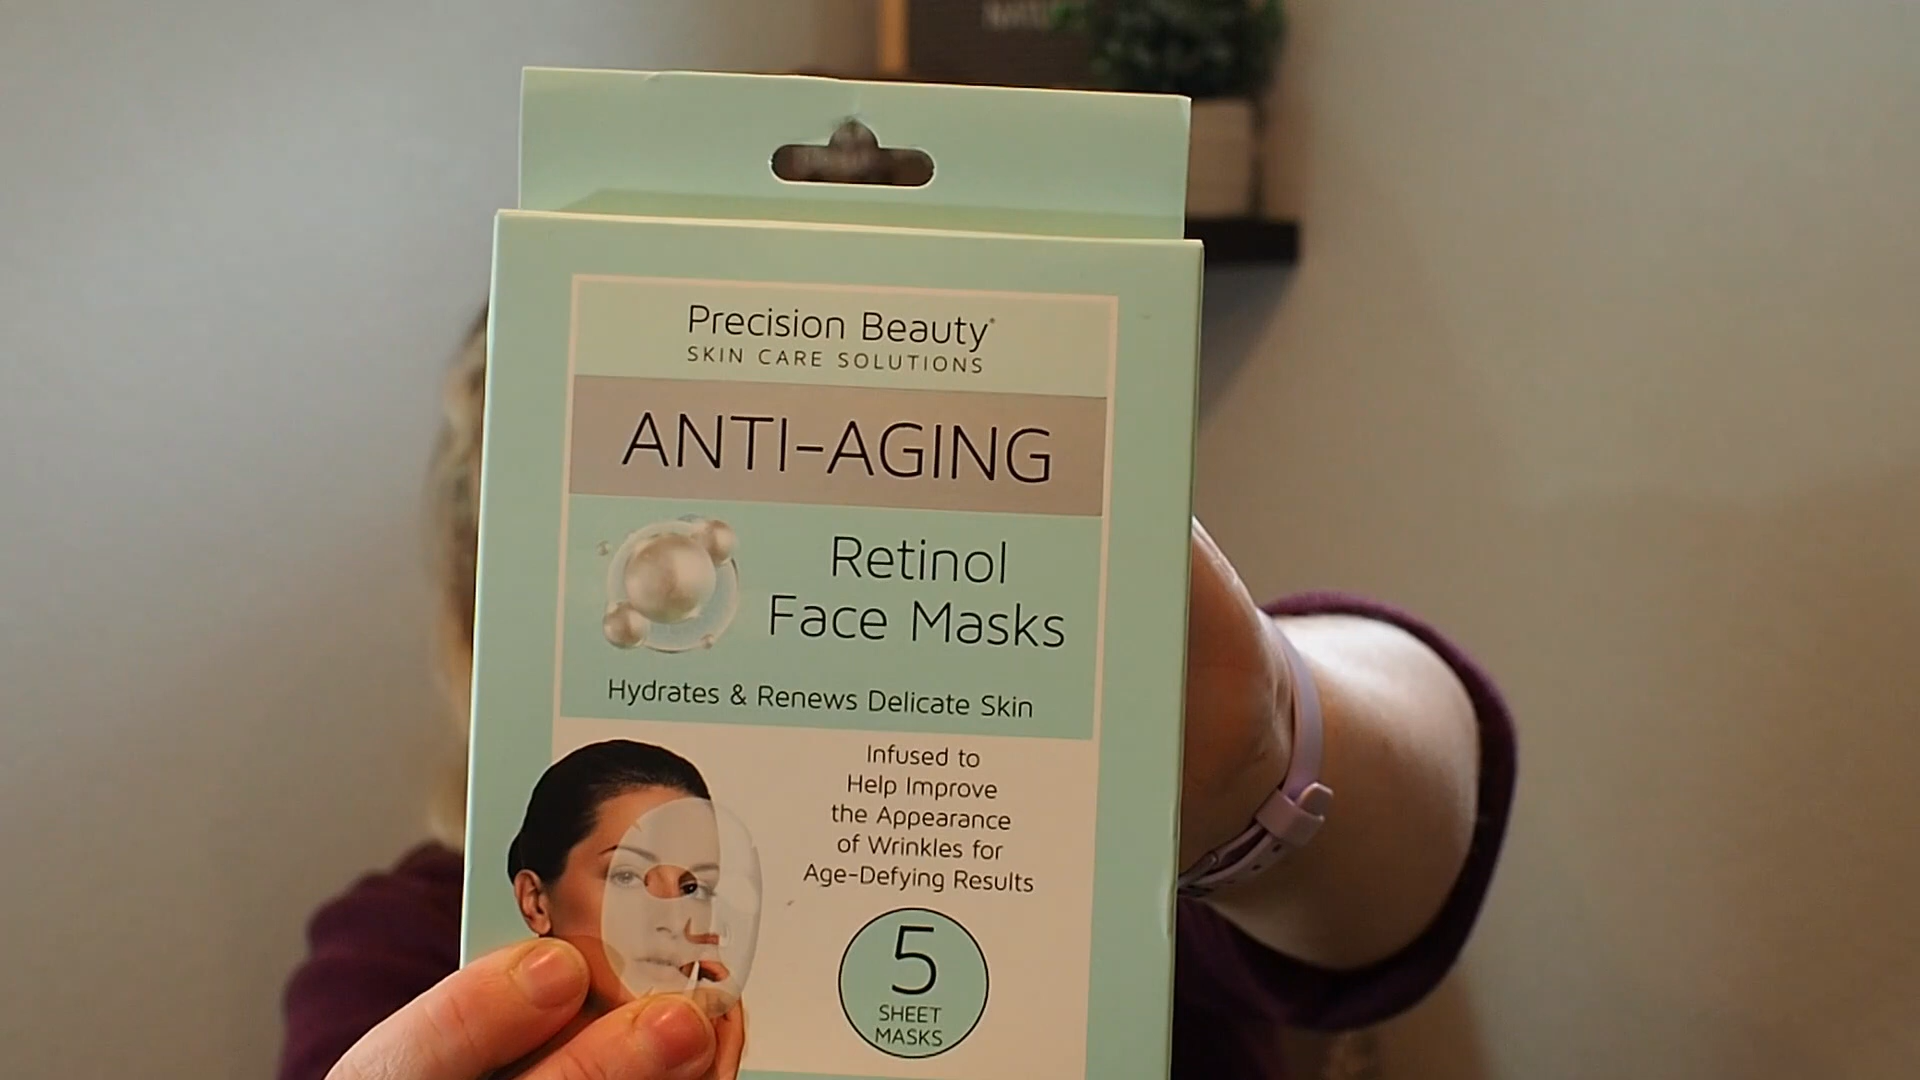 Precision Beauty
SKIN CARE SOLUTIONS
ANTI-AGING
Retinol
Face Masks
Hydrates & Renews Delicate Skin
Infused to
Help Improve
the Appearance
of Wrinkles for
Age-Defying Results
5
SHEET
MASKS